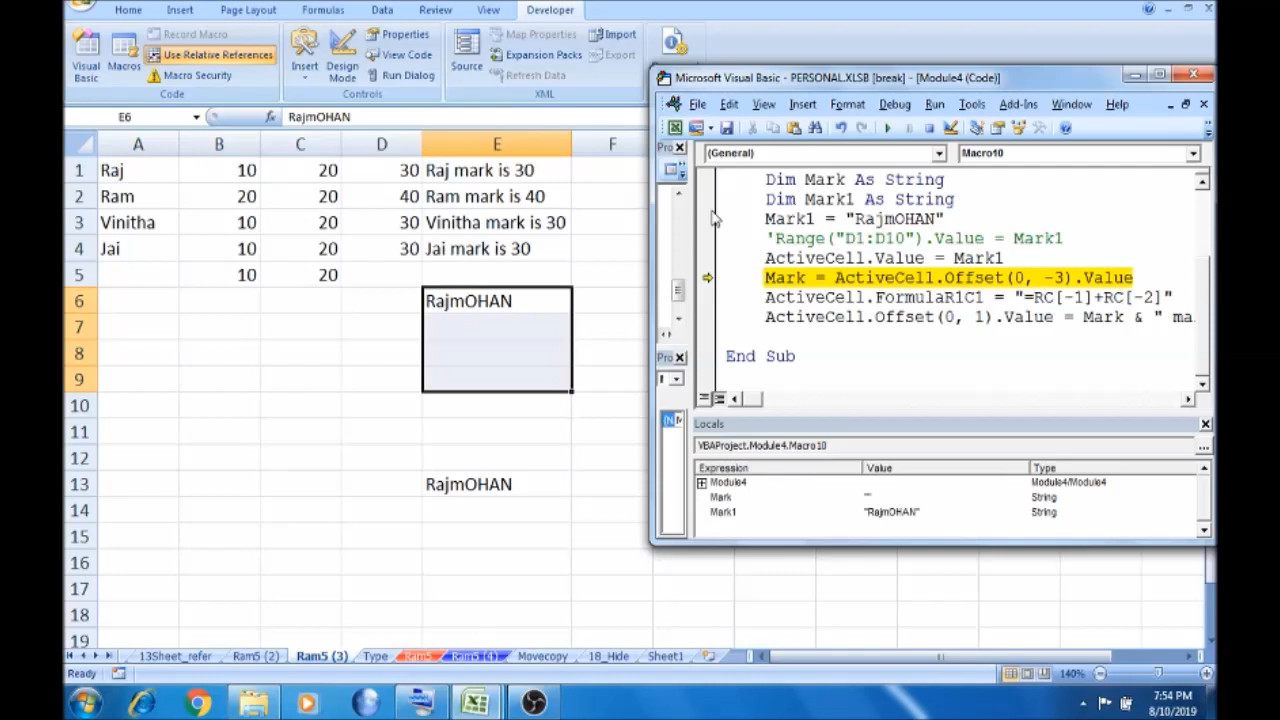 Home Insert Page Layout Formulas Data Review View Developer
Visual Basic
Macros
Record Macro
Use Relative References
Macro Security
Code
Insert
Design Mode
Properties
View Code
Run Dialog
Controls
Source
Map Properties
Expansion Packs
Refresh Data
Import
Export
XML
E6 fx RajmOHAN
A B C D E F
1 Raj 10 20 30 Raj mark is 30
2 Ram 20 20 40 Ram mark is 40
3 Vinitha 10 20 30 Vinitha mark is 30
4 Jai 10 20 30 Jai mark is 30
5 10 20
6 RajmOHAN
7
8
9
10
11
12
13 RajmOHAN
14
15
16
17
18
19
Microsoft Visual Basic - PERSONAL.XLSB [break] - [Module4 (Code)]
File Edit View Insert Format Debug Run Tools Add-Ins Window Help
Pro
(General) Macro10
Dim Mark As String
Dim Mark1 As String
Mark1 = "RajmOHAN"
'Range("D1:D10").Value = Mark1
ActiveCell.Value = Mark1
Mark = ActiveCell.Offset(0, -3).Value
ActiveCell.FormulaR1C1 = "=RC[-1]+RC[-2]"
ActiveCell.Offset(0, 1).Value = Mark & " ma
End Sub
Pro
Locals
VBAProject.Module4.Macro10
Expression Value Type
Module4 Module4/Module4
Mark "" String
Mark1 "RajmOHAN" String
13Sheet_refer Ram5 (2) Ram5 (3) Type Ram5 Ram5 (4) Movecopy 18_Hide Sheet1
Ready 140%
7:54 PM
8/10/2019